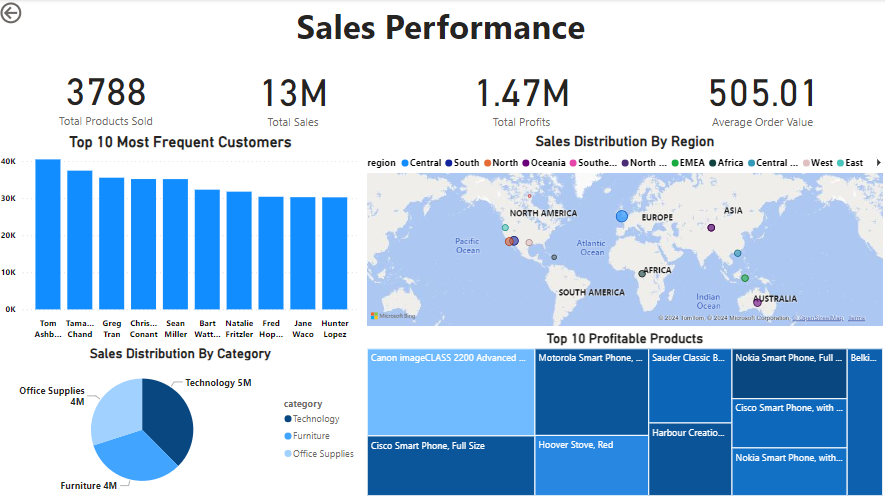 Sales Performance
3788
Total Products Sold
13M
Total Sales
1.47M
Total Profits
505.01
Average Order Value
Top 10 Most Frequent Customers
40K
30K
20K
10K
0K
Tom Ashb...
Tama... Chand
Greg Tran
Chris... Conant
Sean Miller
Bart Watt...
Natalie Fritzler
Fred Hop...
Jane Waco
Hunter Lopez
Sales Distribution By Region
region Central South North Oceania Southe... North ... EMEA Africa Central ... West East
NORTH AMERICA
EUROPE
ASIA
Pacific Ocean
Atlantic Ocean
AFRICA
SOUTH AMERICA
Indian Ocean
AUSTRALIA
Microsoft Bing
© 2024 TomTom, © 2024 Microsoft Corporation, © OpenStreetMap Terms
Sales Distribution By Category
Technology 5M
Office Supplies 4M
Furniture 4M
category
Technology
Furniture
Office Supplies
Top 10 Profitable Products
Canon imageCLASS 2200 Advanced ...
Cisco Smart Phone, Full Size
Motorola Smart Phone, ...
Hoover Stove, Red
Sauder Classic B...
Harbour Creatio...
Nokia Smart Phone, Full ...
Cisco Smart Phone, with ...
Nokia Smart Phone, with...
Belki...